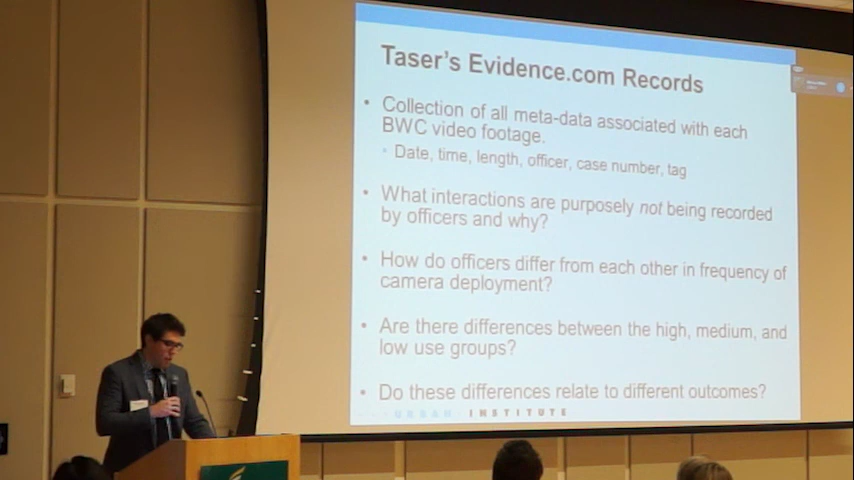 Taser's Evidence.com Records
• Collection of all meta-data associated with each
BWC video footage.
• Date, time, length, officer, case number, tag
• What interactions are purposely not being recorded
by officers and why?
• How do officers differ from each other in frequency of
camera deployment?
• Are there differences between the high, medium, and
low use groups?
• Do these differences relate to different outcomes?
URBAN INSTITUTE